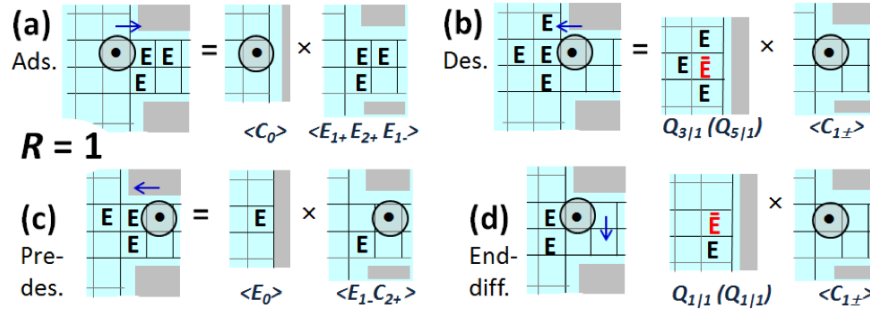 (a)
Ads.
E E
E
=
×
E E
E
<C₀>
<E₁₊ E₂₊ E₁₋>
(b)
Des.
E
E E
E
=
E
E Ē
E
×
Q₃|₁ (Q₅|₁)
<C₁±>
R = 1
(c)
Pre-
des.
E E
E
=
E
×
E
<E₀>
<E₁₋C₂₊>
(d)
End-
diff.
E
E
Ē
E
×
Q₁|₁ (Q₁|₁)
<C₁±>